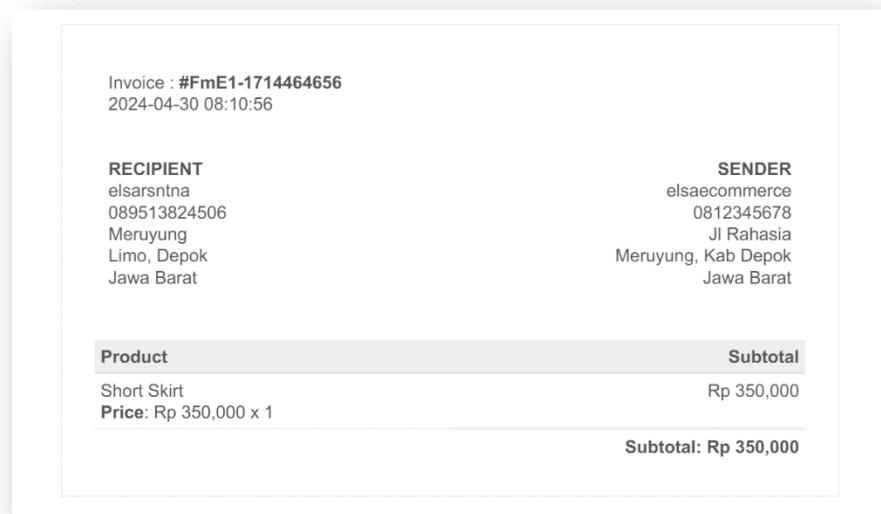 Invoice : #FmE1-1714464656
2024-04-30 08:10:56
RECIPIENT
elsarsntna
089513824506
Meruyung
Limo, Depok
Jawa Barat
SENDER
elsaecommerce
0812345678
Jl Rahasia
Meruyung, Kab Depok
Jawa Barat
Product Subtotal
Short Skirt Rp 350,000
Price: Rp 350,000 x 1
Subtotal: Rp 350,000